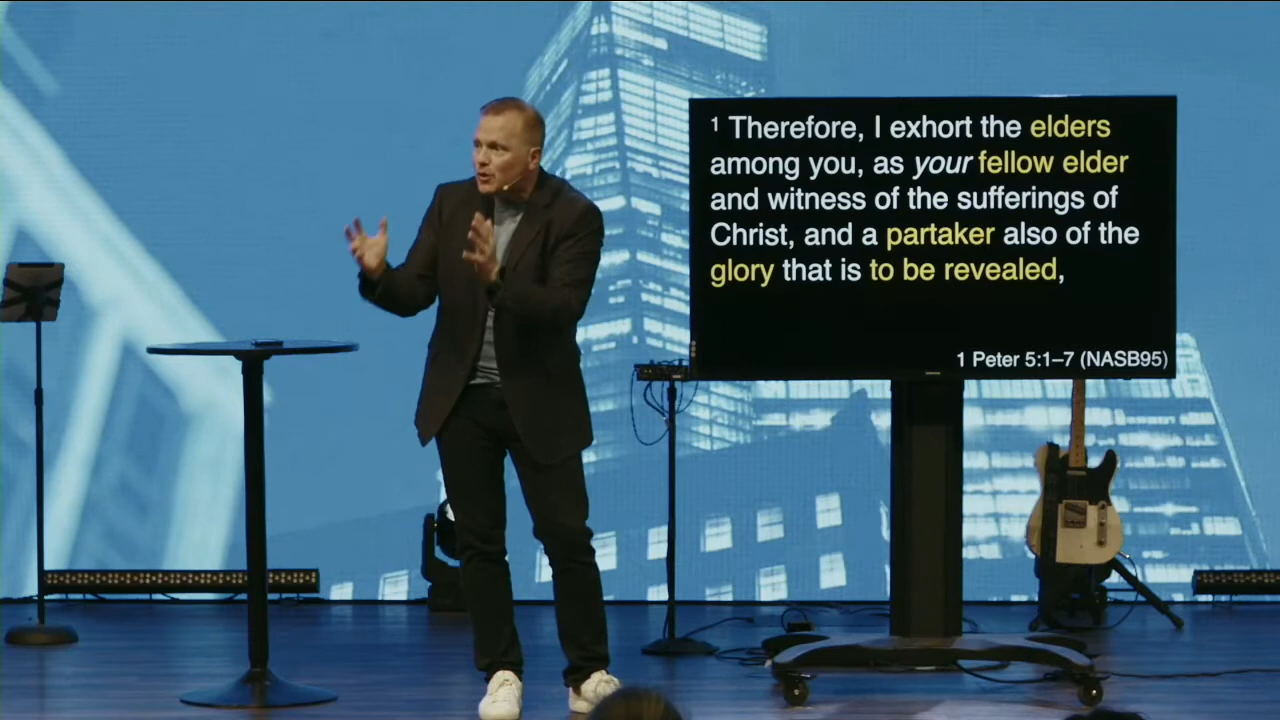 1 Therefore, I exhort the elders
among you, as your fellow elder
and witness of the sufferings of
Christ, and a partaker also of the
glory that is to be revealed,
1 Peter 5:1–7 (NASB95)